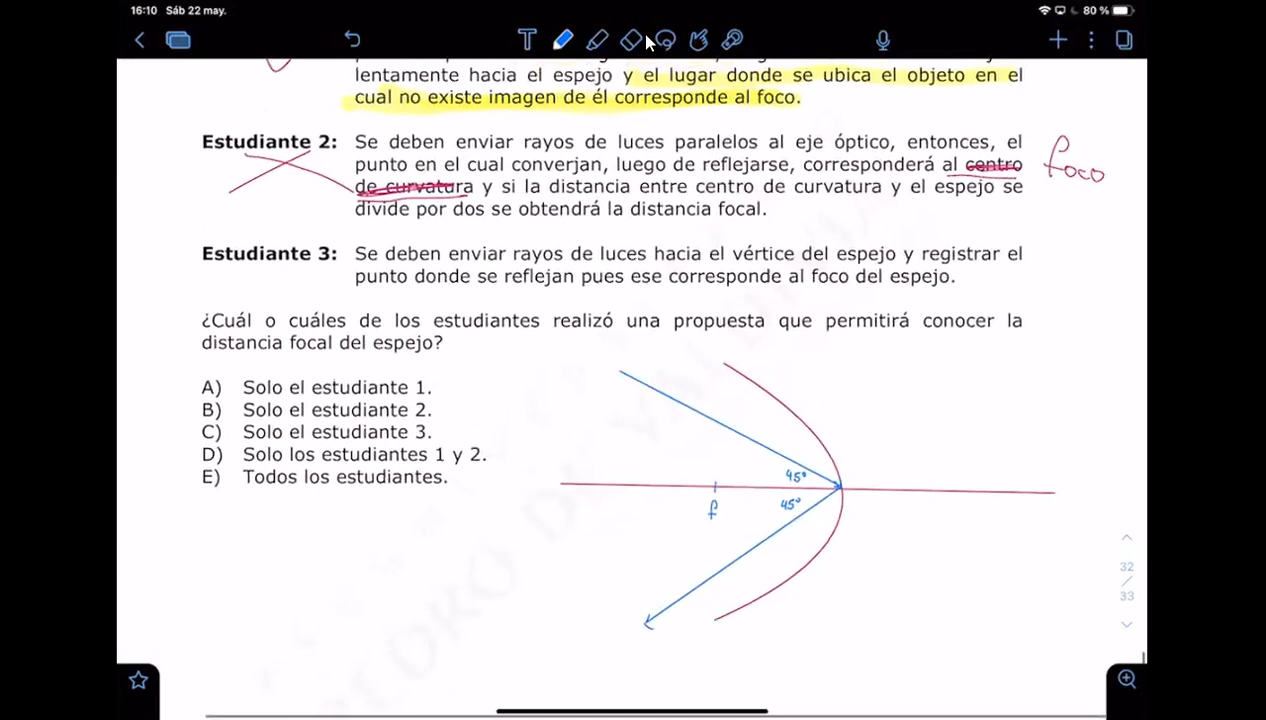 16:10 Sáb 22 may.
80 %
lentamente hacia el espejo y el lugar donde se ubica el objeto en el
cual no existe imagen de él corresponde al foco.
Estudiante 2: Se deben enviar rayos de luces paralelos al eje óptico, entonces, el
punto en el cual converjan, luego de reflejarse, corresponderá al centro
foco
de curvatura y si la distancia entre centro de curvatura y el espejo se
divide por dos se obtendrá la distancia focal.
Estudiante 3: Se deben enviar rayos de luces hacia el vértice del espejo y registrar el
punto donde se reflejan pues ese corresponde al foco del espejo.
¿Cuál o cuáles de los estudiantes realizó una propuesta que permitirá conocer la
distancia focal del espejo?
A) Solo el estudiante 1.
B) Solo el estudiante 2.
C) Solo el estudiante 3.
D) Solo los estudiantes 1 y 2.
E) Todos los estudiantes.
45°
45°
f
32
/
33